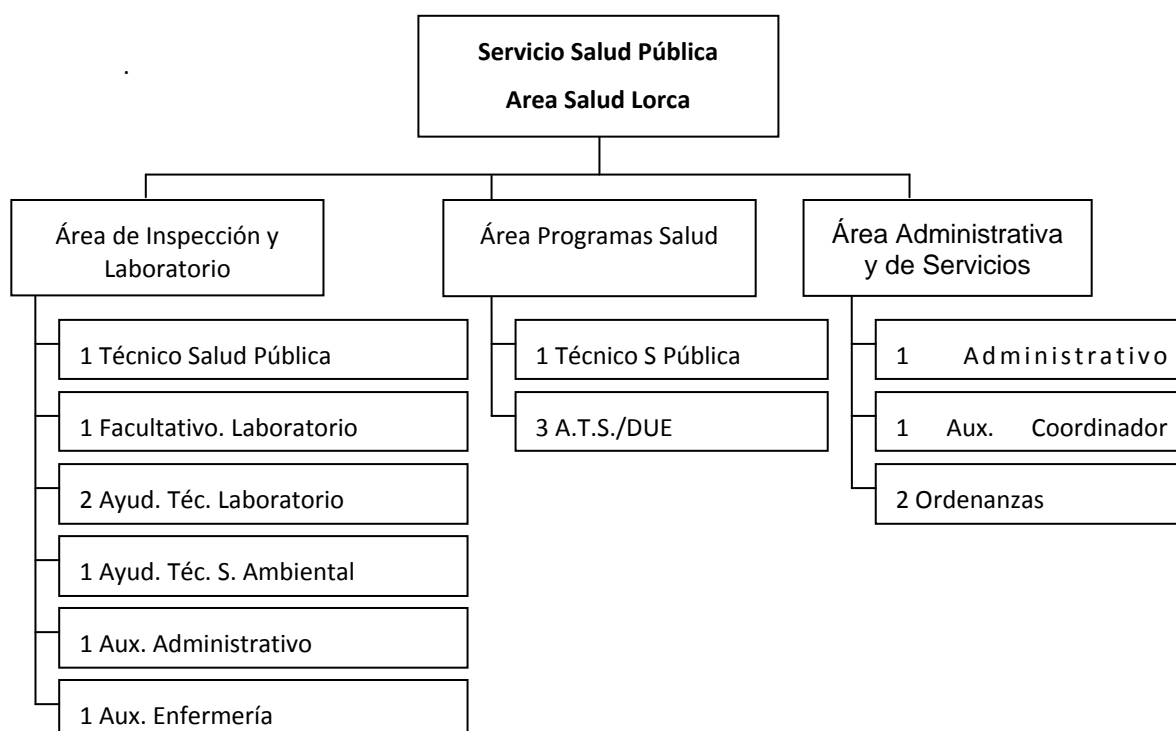 Servicio Salud Pública
Area Salud Lorca
.
Área de Inspección y
Laboratorio
1 Técnico Salud Pública
1 Facultativo. Laboratorio
2 Ayud. Téc. Laboratorio
1 Ayud. Téc. S. Ambiental
1 Aux. Administrativo
1 Aux. Enfermería
Área Programas Salud
1 Técnico S Pública
3 A.T.S./DUE
Área Administrativa
y de Servicios
1 Administrativo
1 Aux. Coordinador
2 Ordenanzas